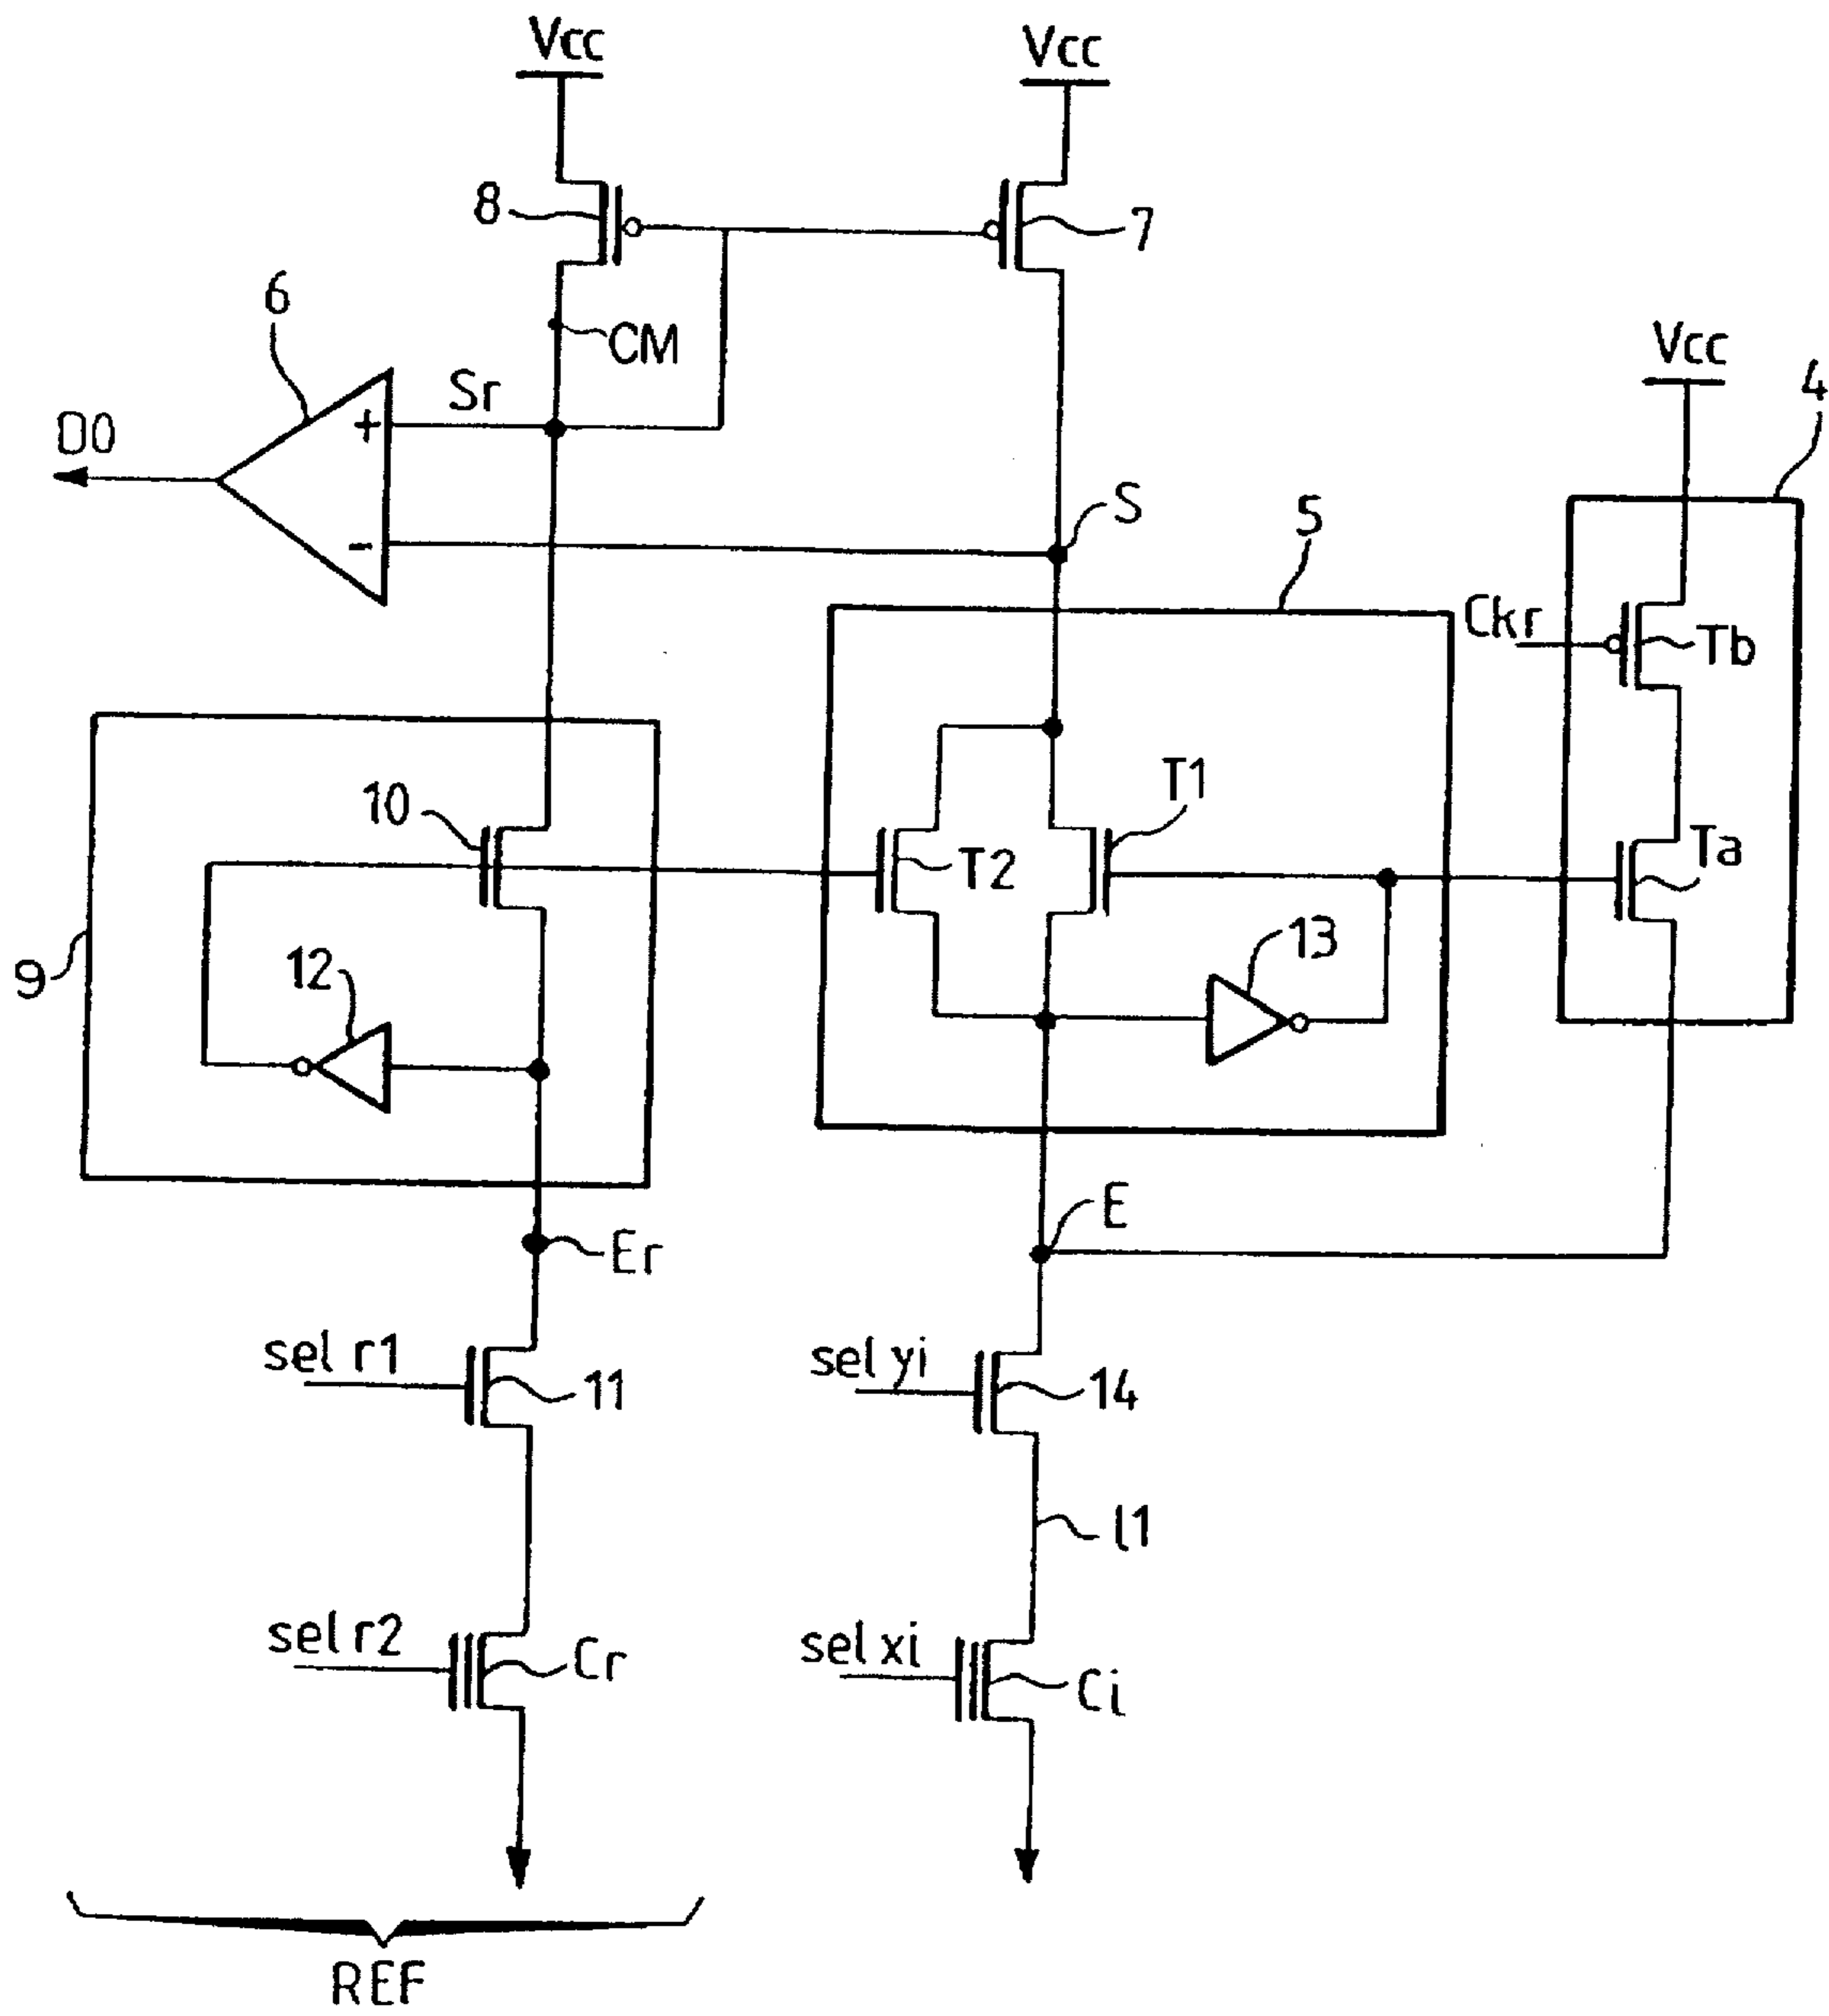 Vcc
Vcc
8
7
6
CM
Vcc
4
Sr
D0
+
S
5
-
Ckr
Tb
T1
10
T2
Ta
13
12
9
E
Er
sel r1
11
sel yi
14
l1
sel r2
Cr
sel xi
Ci
REF